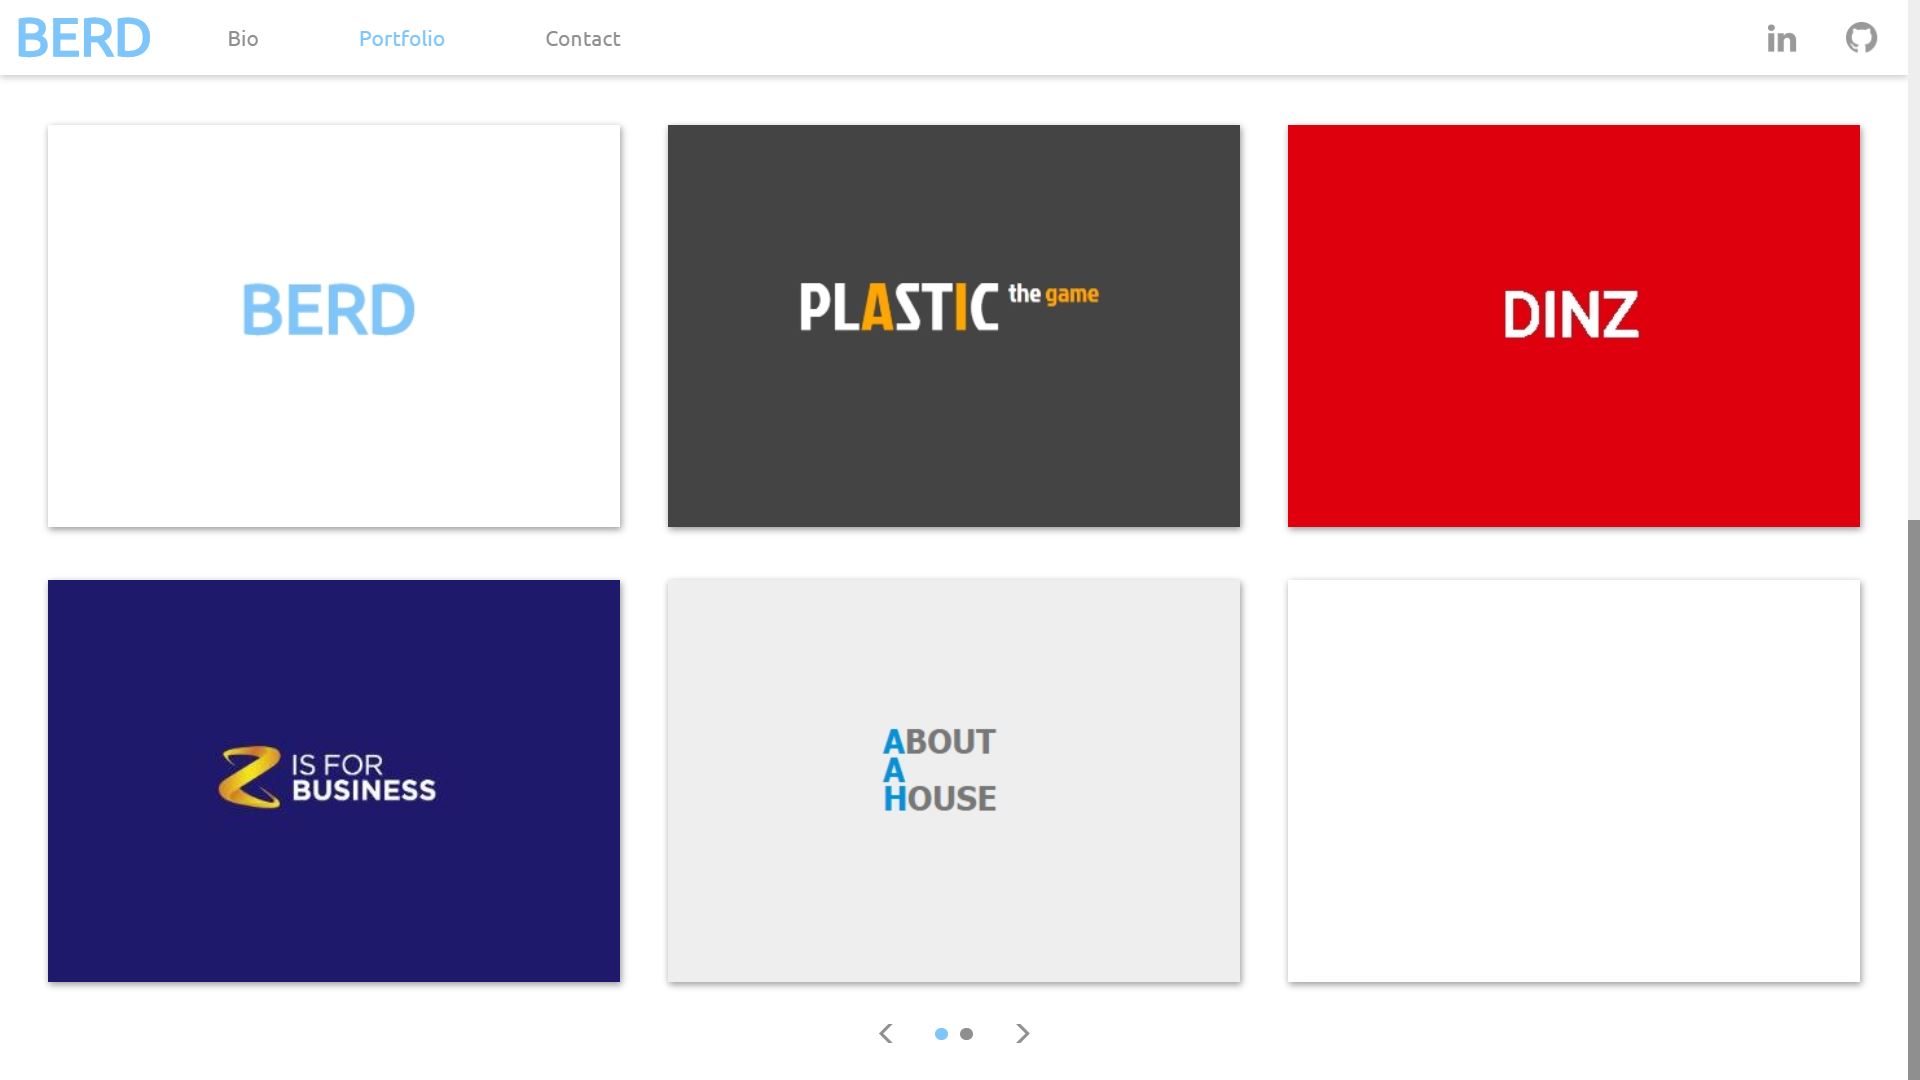 BERD
Bio
Portfolio
Contact
in
BERD
PLASTIC the game
DINZ
Z IS FOR
BUSINESS
ABOUT
A
HOUSE